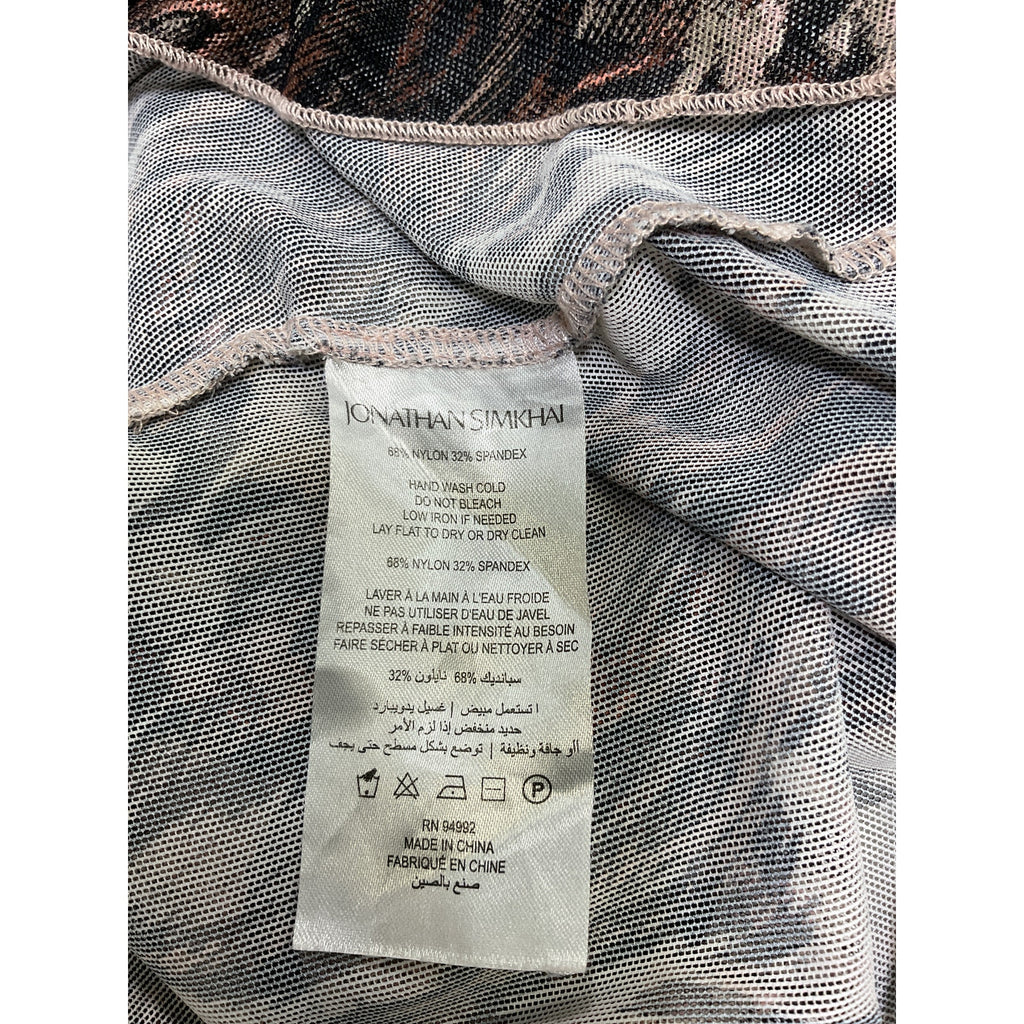 JONATHAN SIMKHAI
68% NYLON 32% SPANDEX
HAND WASH COLD
DO NOT BLEACH
LOW IRON IF NEEDED
LAY FLAT TO DRY OR DRY CLEAN
68% NYLON 32% SPANDEX
LAVER À LA MAIN À L'EAU FROIDE
NE PAS UTILISER D'EAU DE JAVEL
REPASSER À FAIBLE INTENSITÉ AU BESOIN
FAIRE SÉCHER À PLAT OU NETTOYER À SEC
سبانديك 68% نايلون 32%
ا تستعمل مبيض | غسيل يدويبارد
حديد منخفض إذا لزم الأمر
ألو جافة ونظيفة | توضع بشكل مسطح حتى يجف
P
RN 94992
MADE IN CHINA
FABRIQUÉ EN CHINE
صنع بالصين